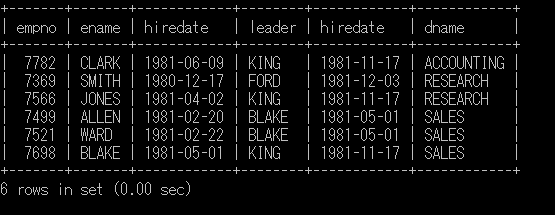 +-------+-------+------------+--------+------------+------------+
| empno | ename | hiredate | leader | hiredate | dname |
+-------+-------+------------+--------+------------+------------+
| 7782 | CLARK | 1981-06-09 | KING | 1981-11-17 | ACCOUNTING |
| 7369 | SMITH | 1980-12-17 | FORD | 1981-12-03 | RESEARCH |
| 7566 | JONES | 1981-04-02 | KING | 1981-11-17 | RESEARCH |
| 7499 | ALLEN | 1981-02-20 | BLAKE | 1981-05-01 | SALES |
| 7521 | WARD | 1981-02-22 | BLAKE | 1981-05-01 | SALES |
| 7698 | BLAKE | 1981-05-01 | KING | 1981-11-17 | SALES |
+-------+-------+------------+--------+------------+------------+
6 rows in set (0.00 sec)